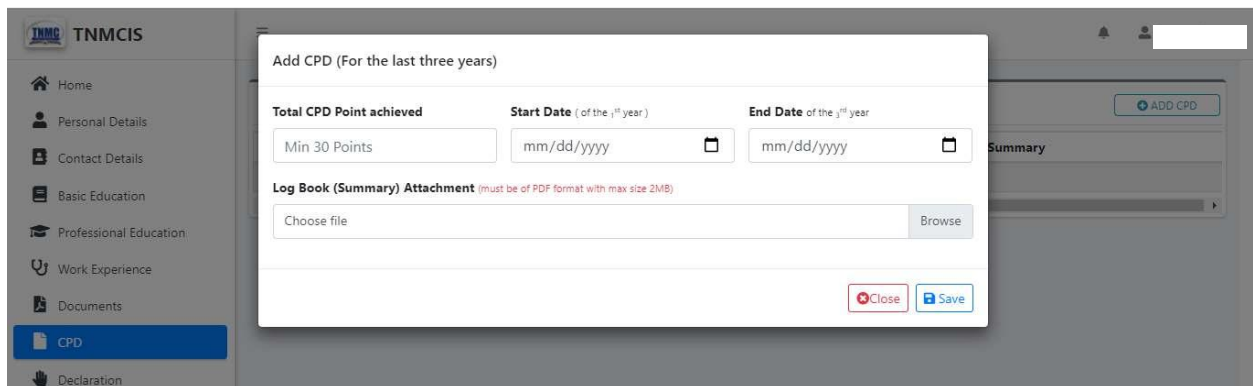 TNMC TNMCIS
Add CPD (For the last three years)
Home
Personal Details
Contact Details
Basic Education
Professional Education
Work Experience
Documents
CPD
Declaration
Total CPD Point achieved
Min 30 Points
Start Date ( of the 1st year )
mm/dd/yyyy
End Date of the 3rd year
mm/dd/yyyy
Log Book (Summary) Attachment (must be of PDF format with max size 2MB)
Choose file Browse
Close Save
ADD CPD
Summary